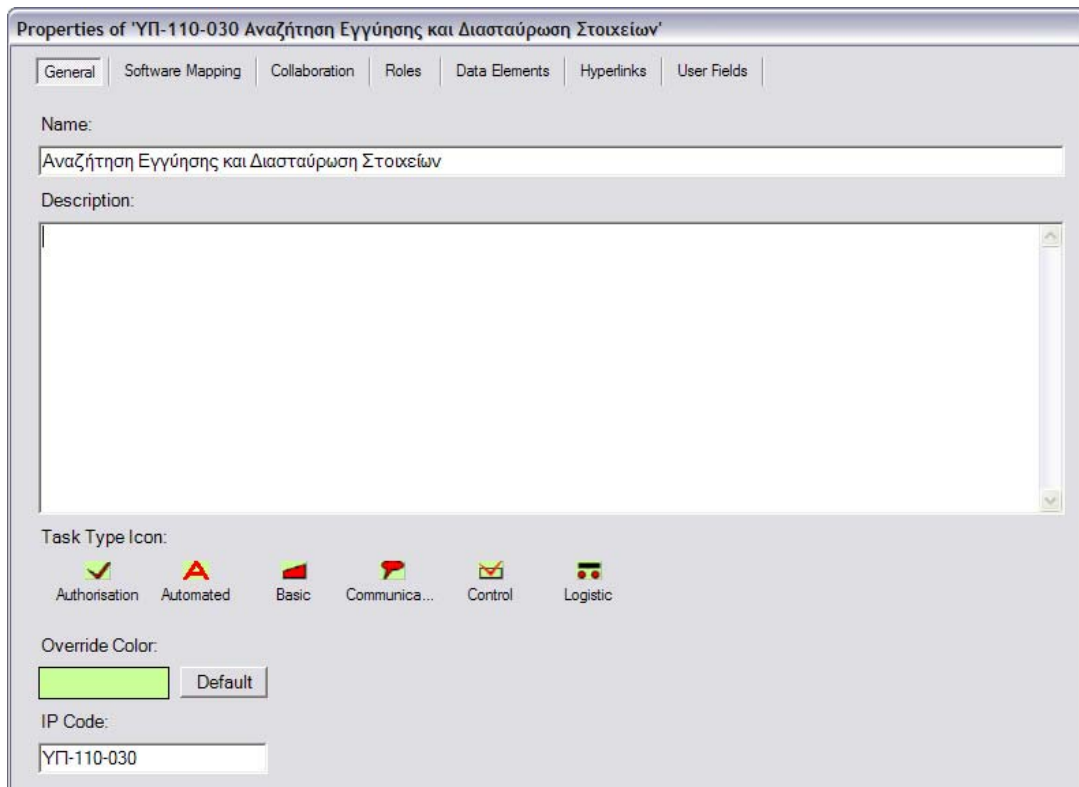 Properties of 'ΥΠ-110-030 Αναζήτηση Εγγύησης και Διασταύρωση Στοιχείων'
General Software Mapping Collaboration Roles Data Elements Hyperlinks User Fields
Name:
Αναζήτηση Εγγύησης και Διασταύρωση Στοιχείων
Description:
Task Type Icon:
Authorisation Automated Basic Communica... Control Logistic
Override Color:
Default
IP Code:
ΥΠ-110-030